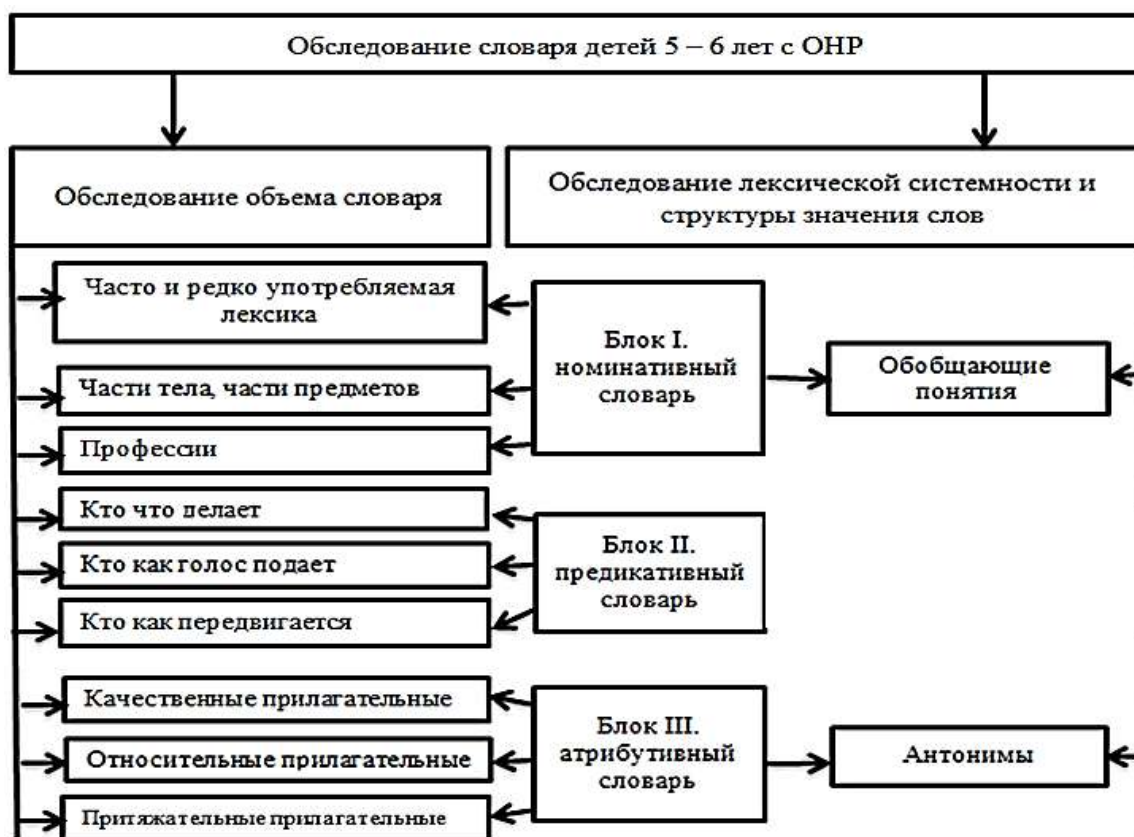 Обследование словаря детей 5 – 6 лет с ОНР
Обследование объема словаря
Обследование лексической системности и
структуры значения слов
Часто и редко употребляемая
лексика
Части тела, части предметов
Профессии
Блок I.
номинативный
словарь
Обобщающие
понятия
Кто что делает
Кто как голос подает
Кто как передвигается
Блок II.
предикативный
словарь
Качественные прилагательные
Относительные прилагательные
Притяжательные прилагательные
Блок III.
атрибутивный
словарь
Антонимы